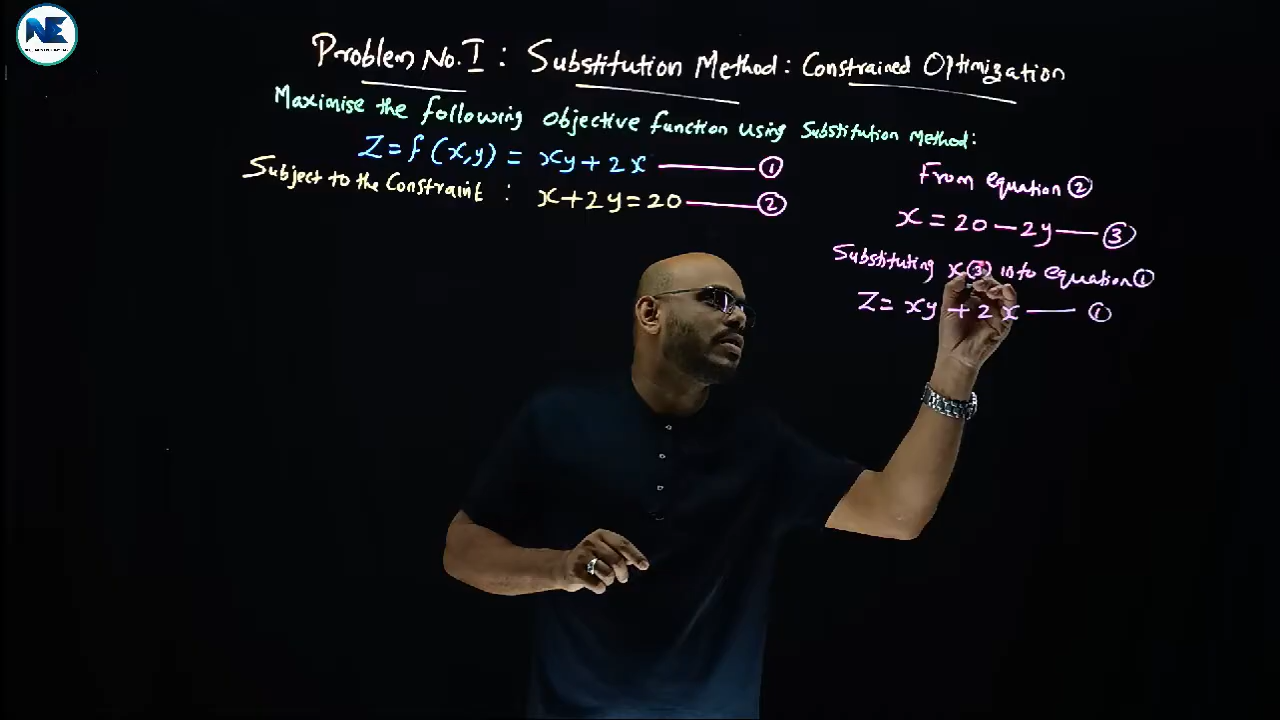 NE
Problem No. I : Substitution Method : Constrained Optimization
Maximise the following objective function using Substitution Method:
Z = f (x,y) = xy + 2x ①
Subject to the Constraint : x + 2y = 20 ②
From equation ②
x = 20 - 2y ③
Substituting x ③ into equation ①
Z = xy + 2x ①